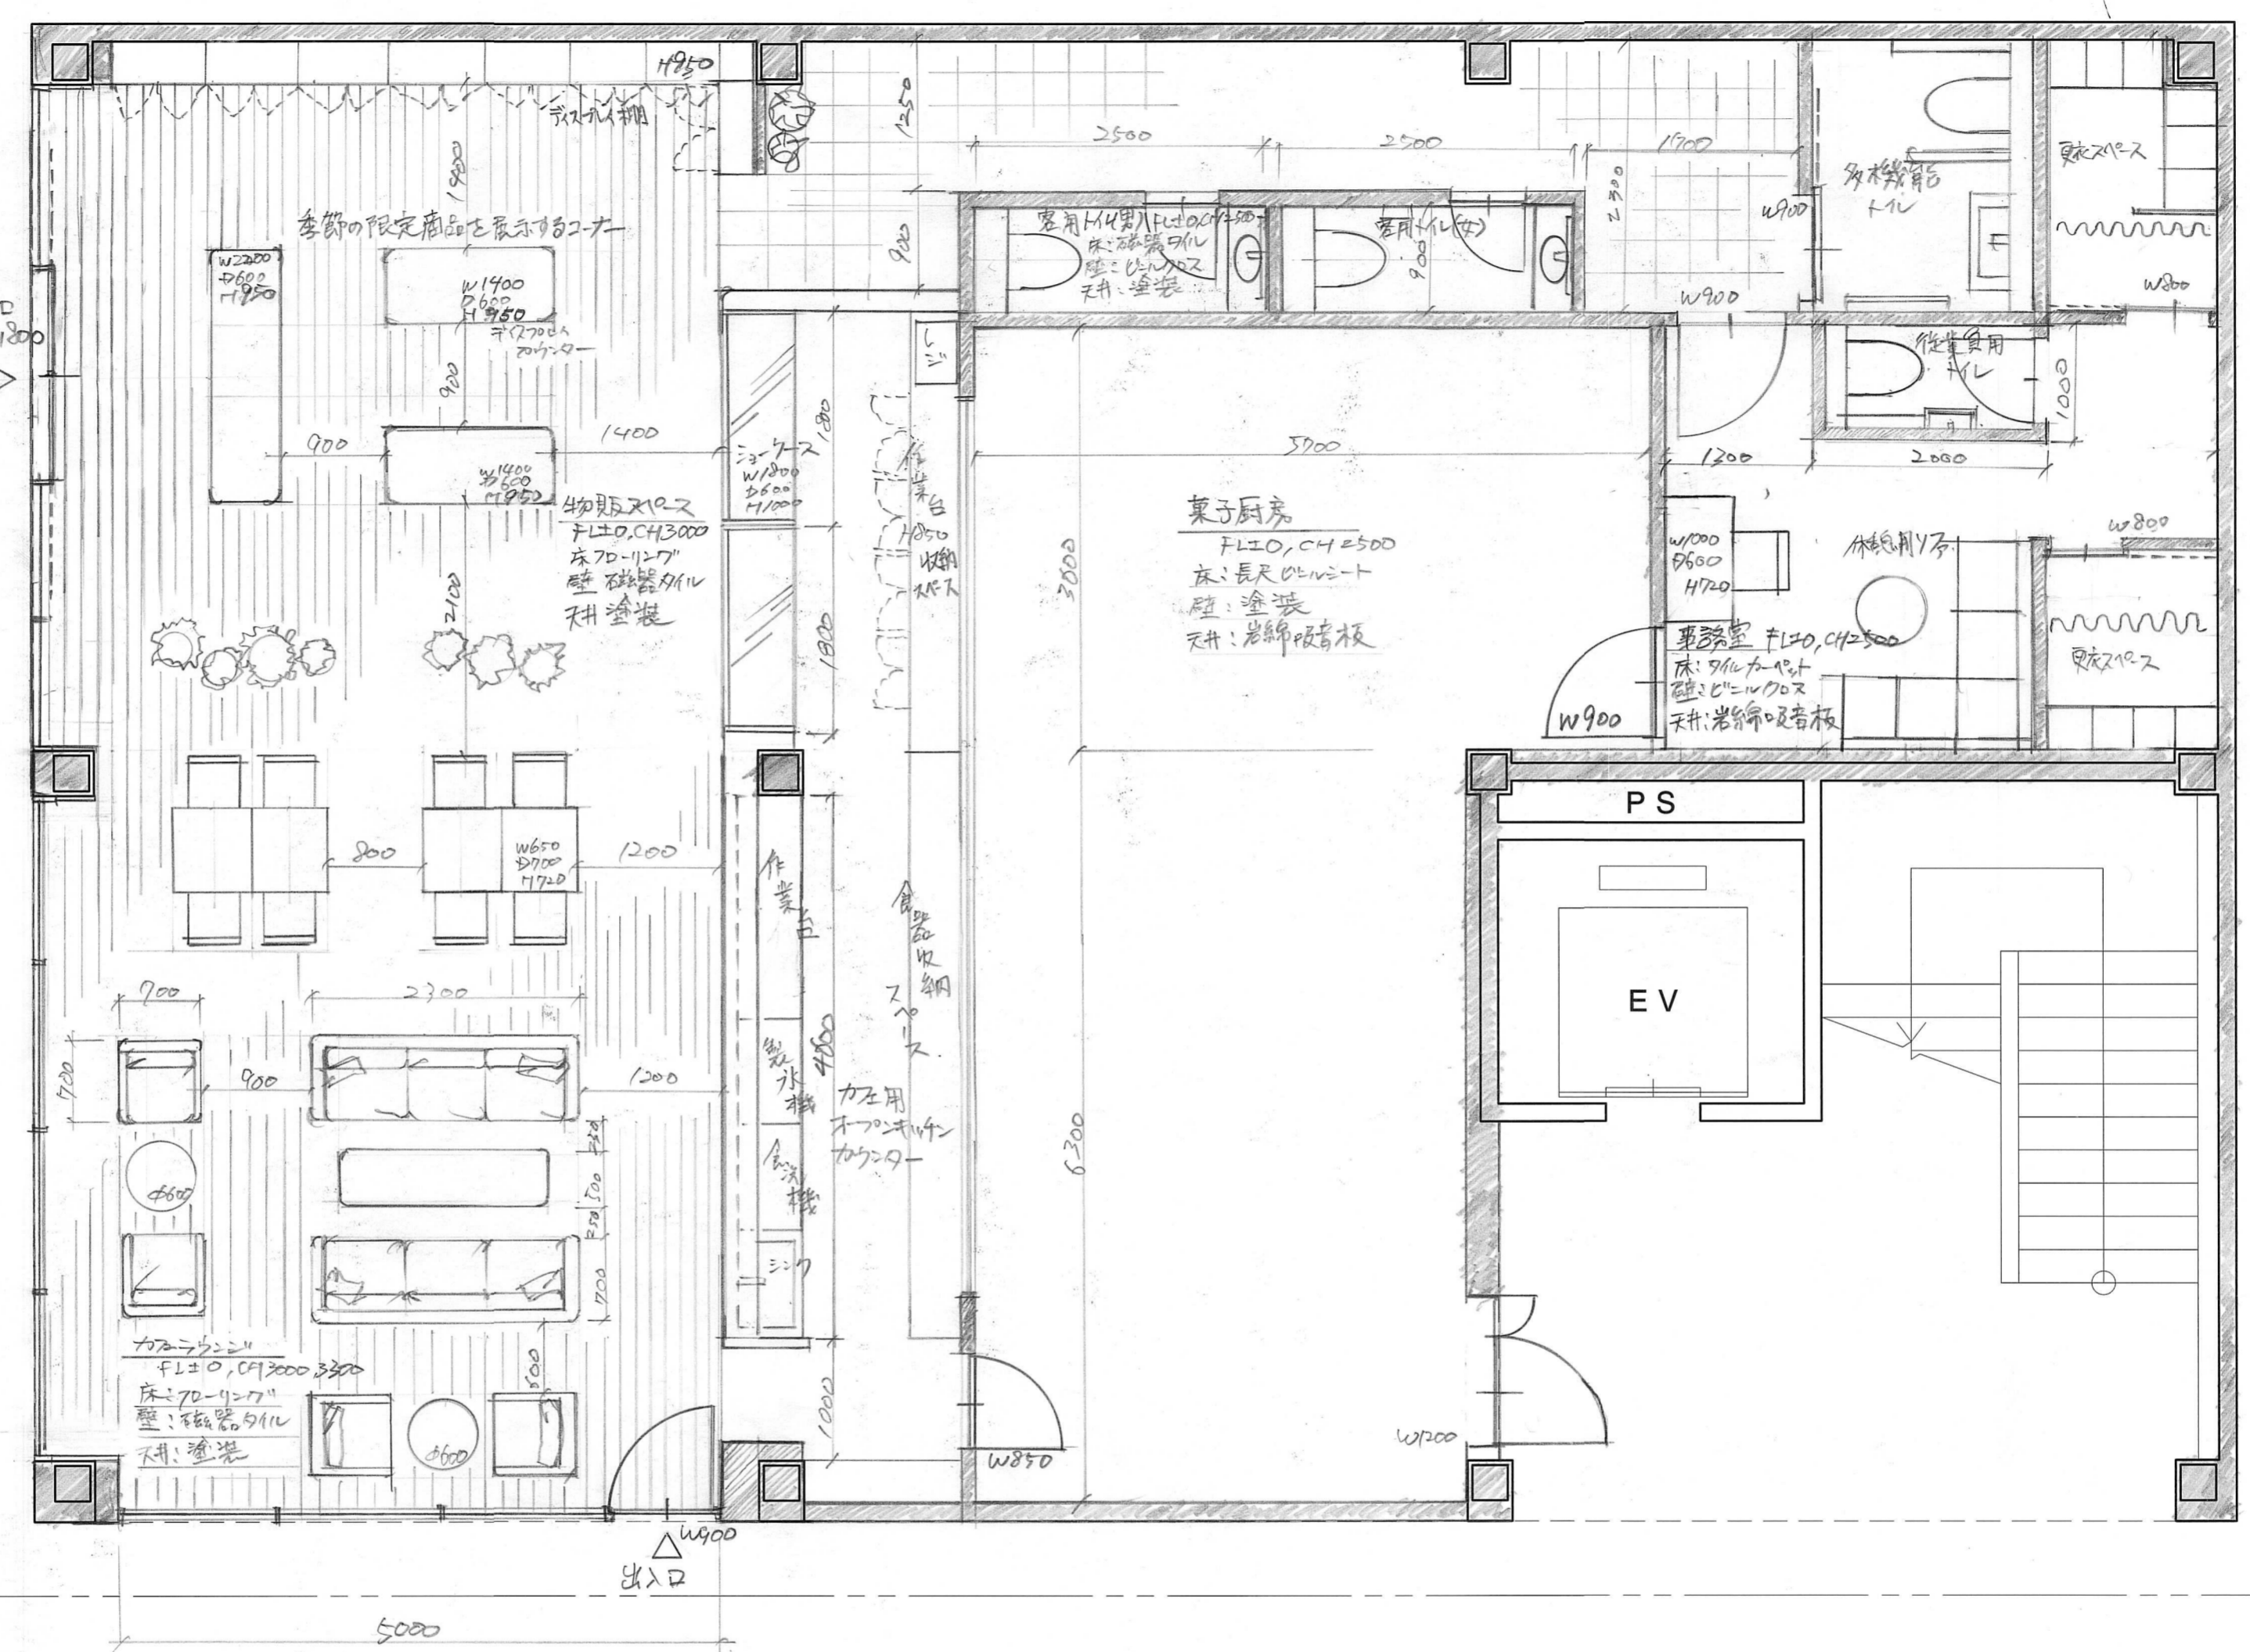 H950
ディスプレイ棚
1400
1250
900
2500
2500
1700
2300
季節の限定商品を展示するコーナー
W2200
D600
H950
W1400
D600
H950
ディスプレイ
カウンター
900
1800
900
1400
W1400
D600
H950
物販スペース
FL±0,CH3000
床フローリング
壁 磁器タイル
天井 塗装
2100
客用トイレ(男)FL±0,CH2500
床:磁器タイル
壁:ビニルクロス
天井:塗装
客用トイレ(女)
900
W900
W900
多機能
トイレ
更衣スペース
W800
レジ
従業員用
トイレ
1000
1300
2000
ショーケース
W1800
D600
H1000
1800
1800
作業台
H850
収納
スペース
5700
3000
菓子厨房
FL±0,CH2500
床:長尺ビニルシート
壁:塗装
天井:岩綿吸音板
W900
W1000
D600
H720
休憩用ソファ
W800
事務室 FL±0,CH2500
床:タイルカーペット
壁:ビニルクロス
天井:岩綿吸音板
更衣スペース
PS
EV
800
W650
D700
H720
1200
作業台
製氷機
食洗機
シンク
4600
食器収納
スペース
カフェ用
オープンキッチン
カウンター
6300
700
2300
700
900
1200
350
500
350
700
φ600
カフェラウンジ
FL±0,CH3000,3300
床:フローリング
壁:磁器タイル
天井:塗装
600
φ600
1000
W850
W1200
W900
出入口
5000